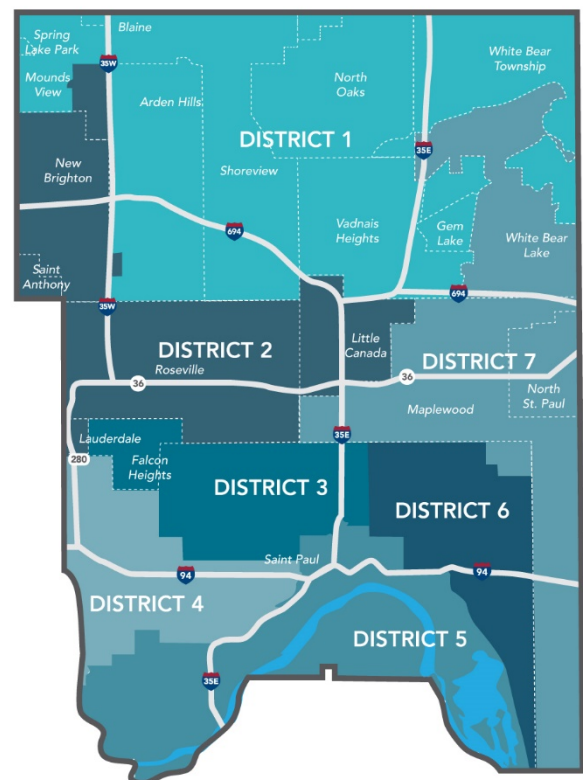 Spring
Lake Park
Blaine
Mounds
View
35W
Arden Hills
North
Oaks
White Bear
Township
DISTRICT 1
35E
New
Brighton
Shoreview
694
Vadnais
Heights
Gem
Lake
White Bear
Lake
Saint
Anthony
35W
694
DISTRICT 2
Roseville
Little
Canada
DISTRICT 7
36
36
Maplewood
North
St. Paul
Lauderdale
280
Falcon
Heights
35E
DISTRICT 3
DISTRICT 6
Saint Paul
94
94
DISTRICT 4
DISTRICT 5
35E